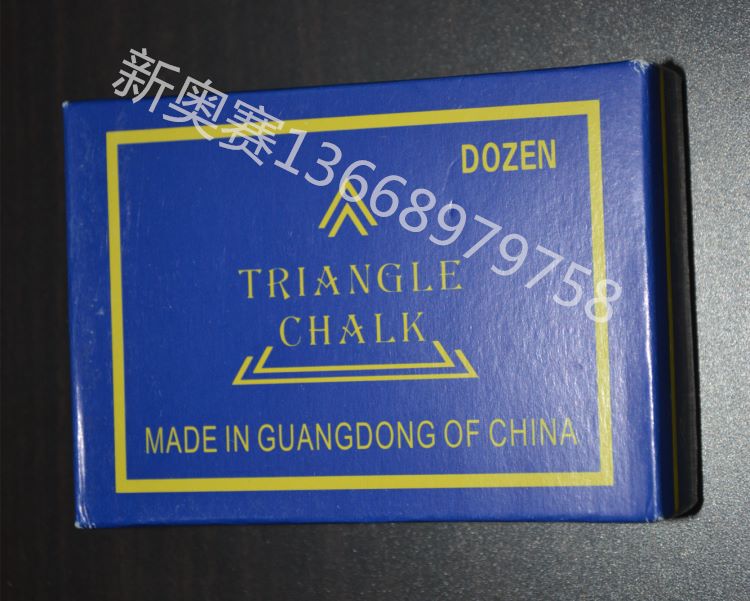 新奥赛13668979758
DOZEN
TRIANGLE
CHALK
MADE IN GUANGDONG OF CHINA